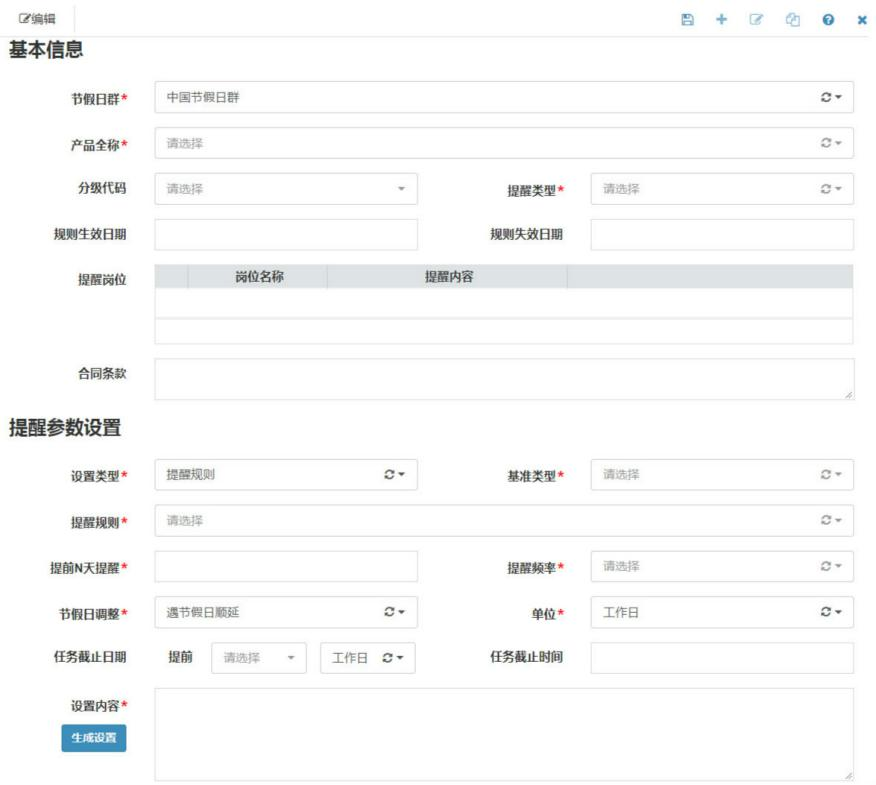 编辑
基本信息
节假日群* 中国节假日群
产品全称* 请选择
分级代码 请选择 提醒类型* 请选择
规则生效日期 规则失效日期
提醒岗位 岗位名称 提醒内容
合同条款
提醒参数设置
设置类型* 提醒规则 基准类型* 请选择
提醒规则* 请选择
提前N天提醒* 提醒频率* 请选择
节假日调整* 遇节假日顺延 单位* 工作日
任务截止日期 提前 请选择 工作日 任务截止时间
设置内容*
生成设置